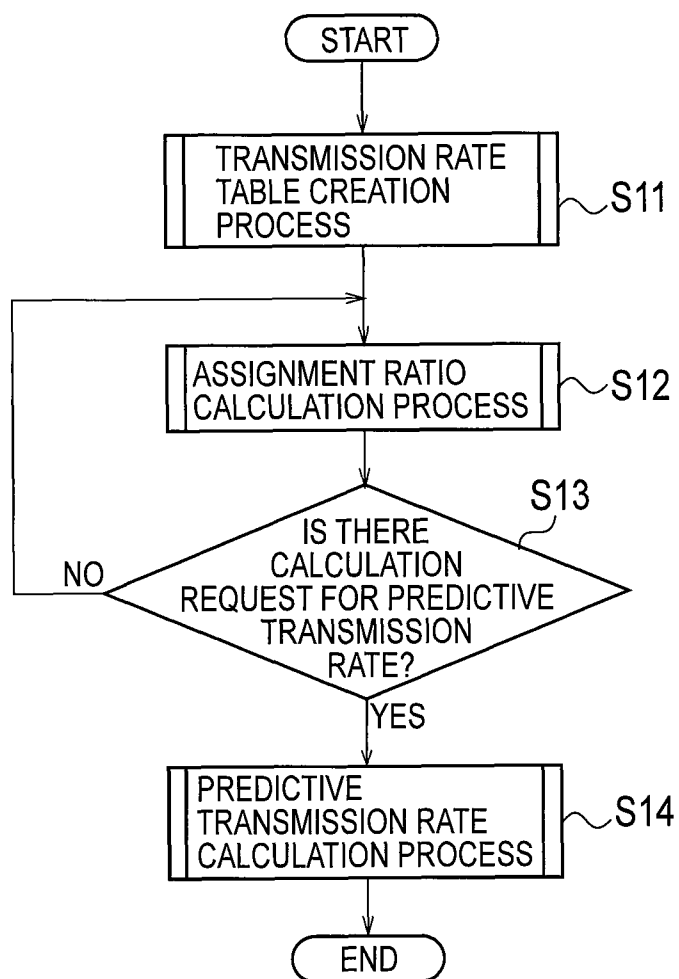 START
TRANSMISSION RATE
TABLE CREATION
PROCESS
S11
ASSIGNMENT RATIO
CALCULATION PROCESS
S12
S13
IS THERE
CALCULATION
REQUEST FOR PREDICTIVE
TRANSMISSION
RATE?
NO
YES
PREDICTIVE
TRANSMISSION RATE
CALCULATION PROCESS
S14
END